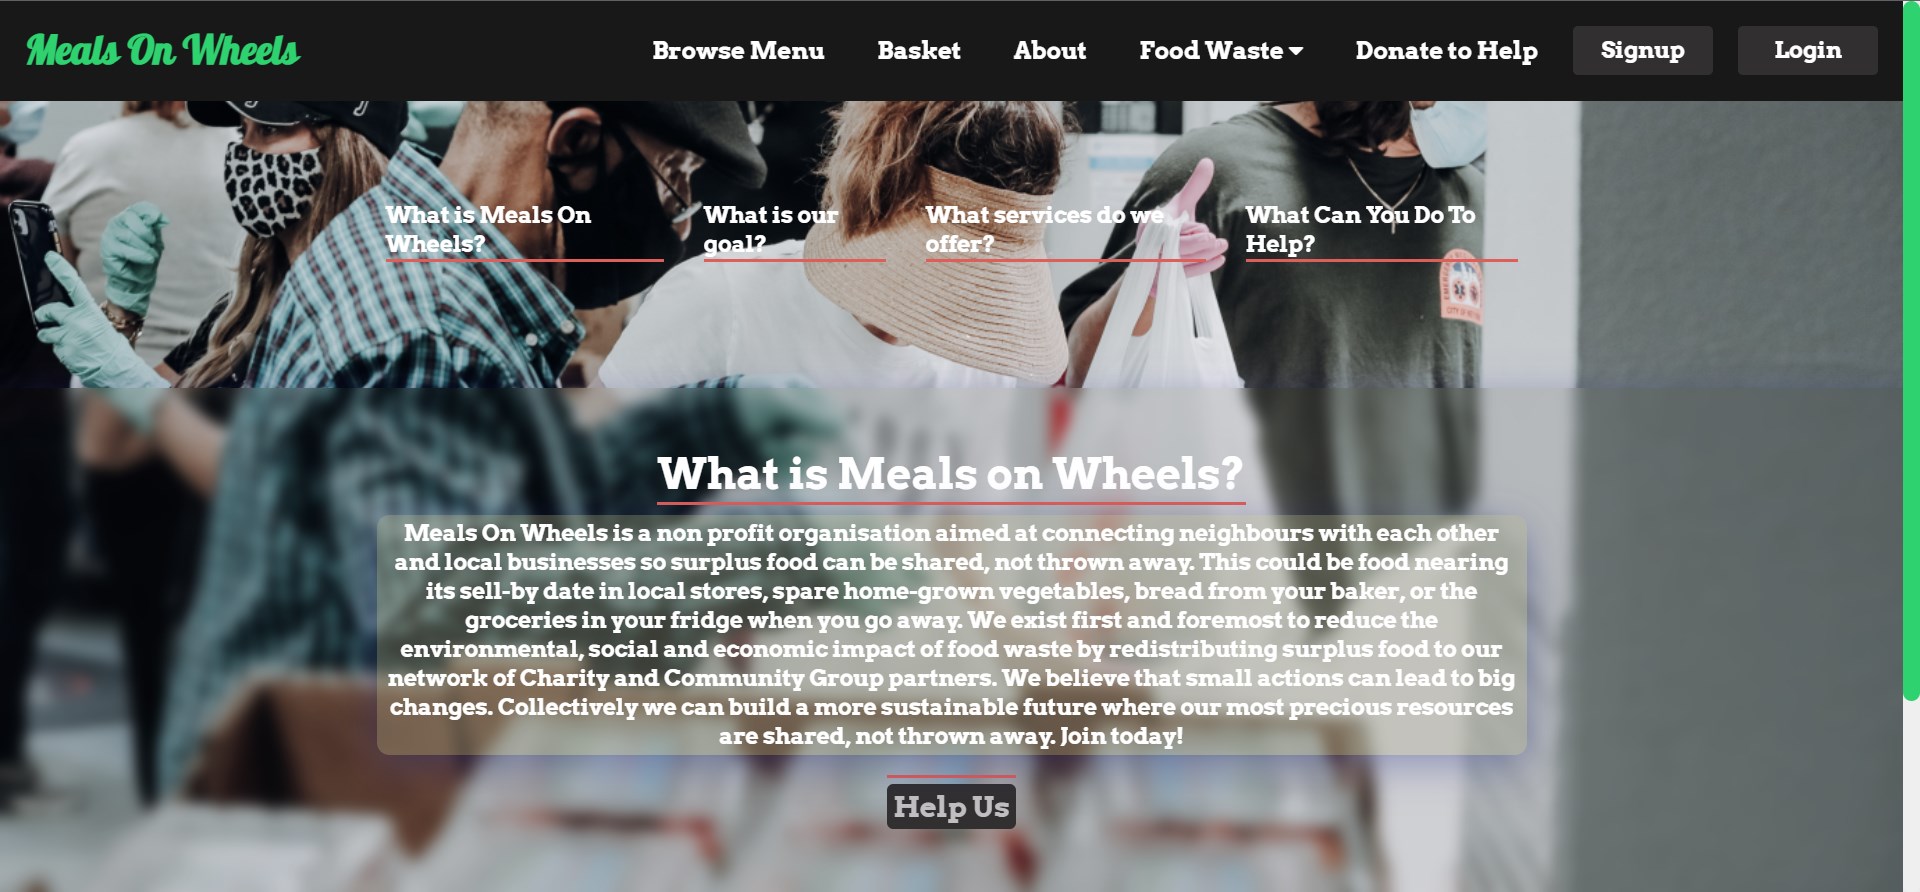 Meals On Wheels
Browse Menu
Basket
About
Food Waste
Donate to Help
Signup
Login
What is Meals On
Wheels?
What is our
goal?
What services do we
offer?
What Can You Do To
Help?
What is Meals on Wheels?
Meals On Wheels is a non profit organisation aimed at connecting neighbours with each other
and local businesses so surplus food can be shared, not thrown away. This could be food nearing
its sell-by date in local stores, spare home-grown vegetables, bread from your baker, or the
groceries in your fridge when you go away. We exist first and foremost to reduce the
environmental, social and economic impact of food waste by redistributing surplus food to our
network of Charity and Community Group partners. We believe that small actions can lead to big
changes. Collectively we can build a more sustainable future where our most precious resources
are shared, not thrown away. Join today!
Help Us